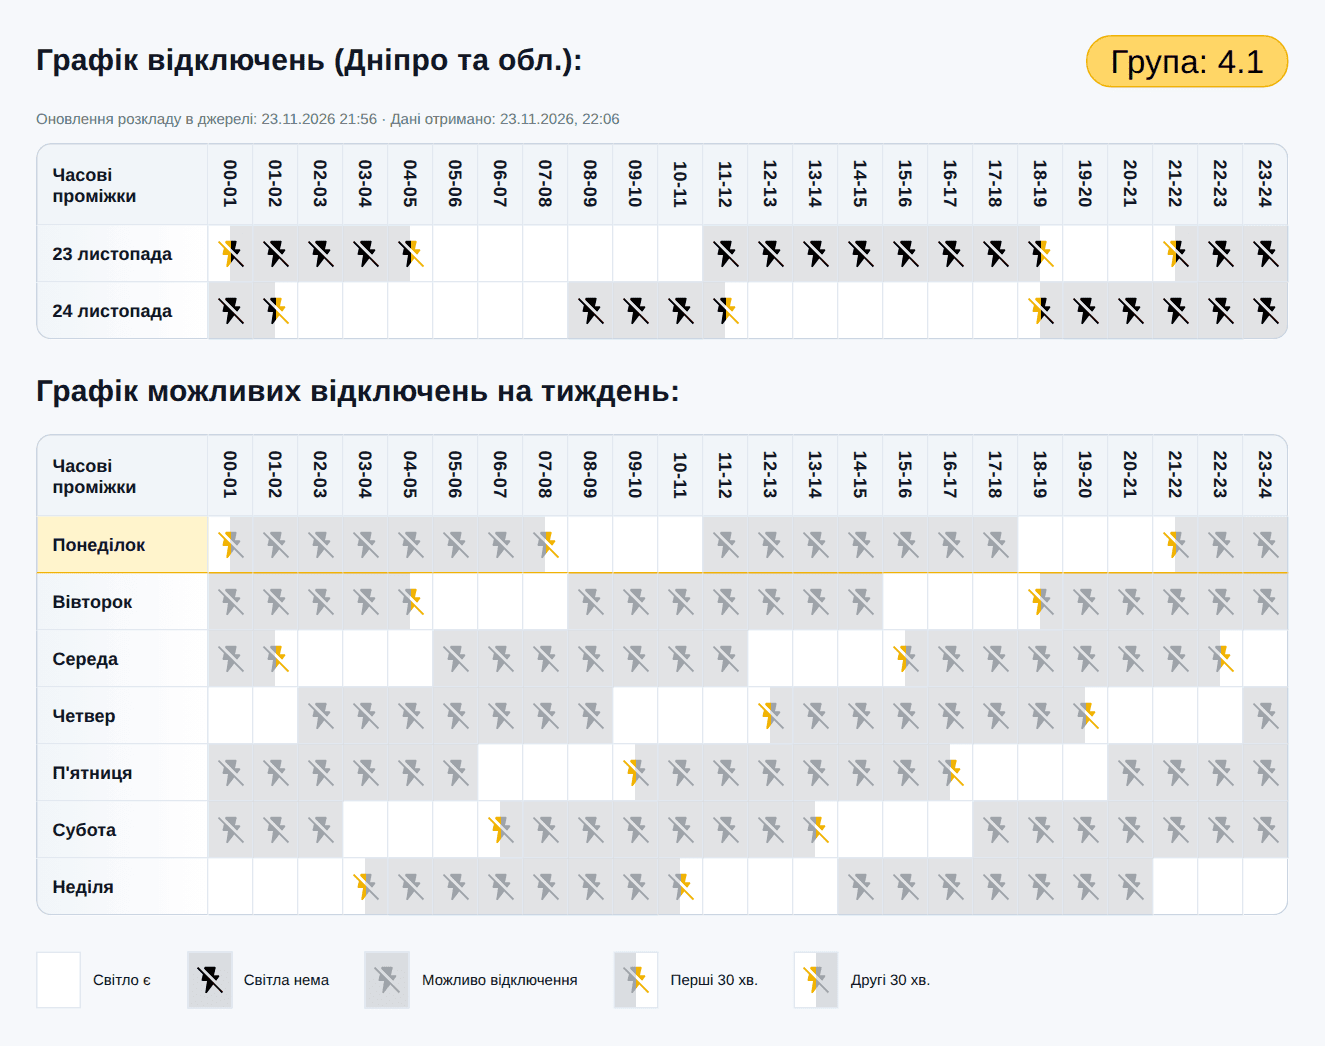 Графік відключень (Дніпро та обл.):
Група: 4.1
Оновлення розкладу в джерелі: 23.11.2026 21:56 · Дані отримано: 23.11.2026, 22:06
Часові проміжки 00-01 01-02 02-03 03-04 04-05 05-06 06-07 07-08 08-09 09-10 10-11 11-12 12-13 13-14 14-15 15-16 16-17 17-18 18-19 19-20 20-21 21-22 22-23 23-24
23 листопада
24 листопада
Графік можливих відключень на тиждень:
Часові проміжки 00-01 01-02 02-03 03-04 04-05 05-06 06-07 07-08 08-09 09-10 10-11 11-12 12-13 13-14 14-15 15-16 16-17 17-18 18-19 19-20 20-21 21-22 22-23 23-24
Понеділок
Вівторок
Середа
Четвер
П'ятниця
Субота
Неділя
Світло є Світла нема Можливо відключення Перші 30 хв. Другі 30 хв.